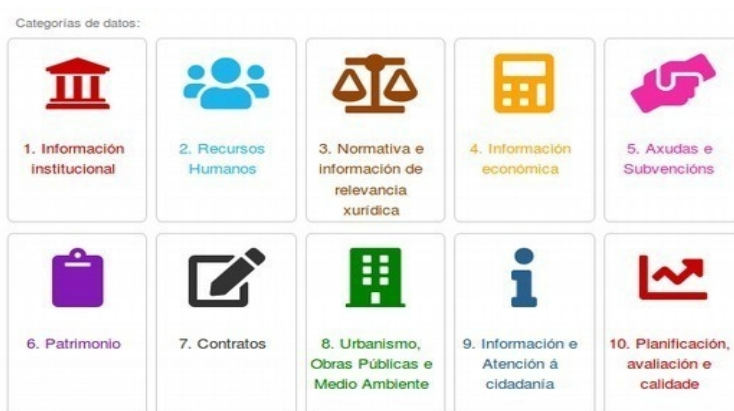 Categorías de datos:
1. Información
institucional
2. Recursos
Humanos
3. Normativa e
información de
relevancia
xurídica
4. Información
económica
5. Axudas e
Subvencións
6. Patrimonio
7. Contratos
8. Urbanismo,
Obras Públicas e
Medio Ambiente
9. Información e
Atención á
cidadanía
10. Planificación,
avaliación e
calidade